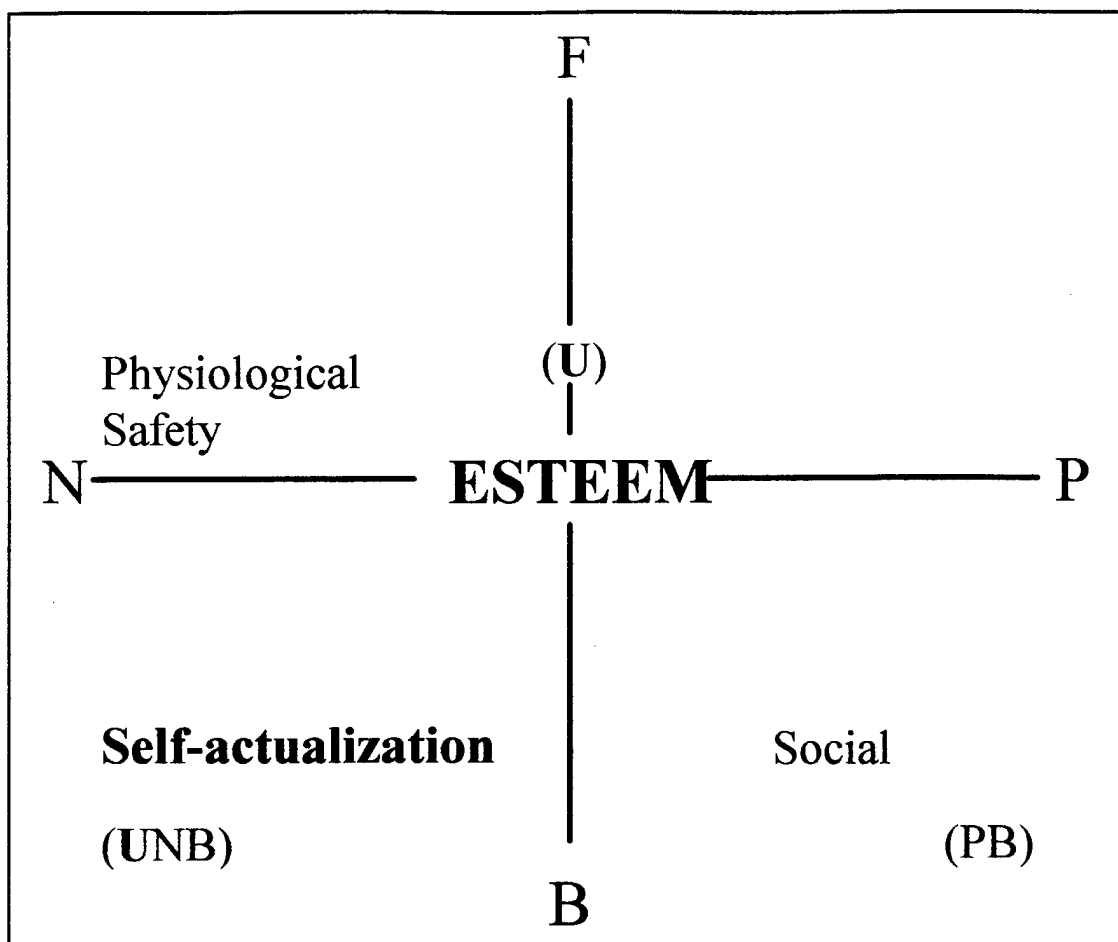 F
(U)
Physiological
Safety
N ESTEEM P
Self-actualization Social
(UNB) (PB)
B